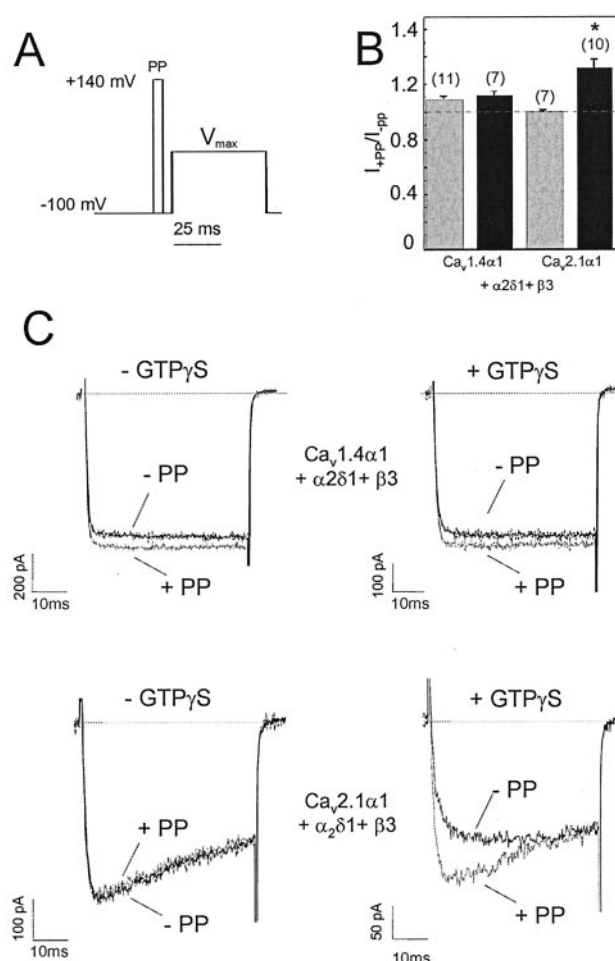 A
PP
+140 mV
V max
-100 mV
25 ms
B
1.4
1.2
1.0
0.4
0
I+PP/I-pp
(11)
(7)
(7)
*
(10)
Cav1.4α1
Cav2.1α1
+ α2δ1+ β3
C
- GTPγS
- PP
+ PP
200 pA
10ms
Cav1.4α1
+ α2δ1+ β3
+ GTPγS
- PP
+ PP
100 pA
10ms
- GTPγS
+ PP
- PP
100 pA
10ms
Cav2.1α1
+ α2δ1+ β3
+ GTPγS
- PP
+ PP
50 pA
10ms